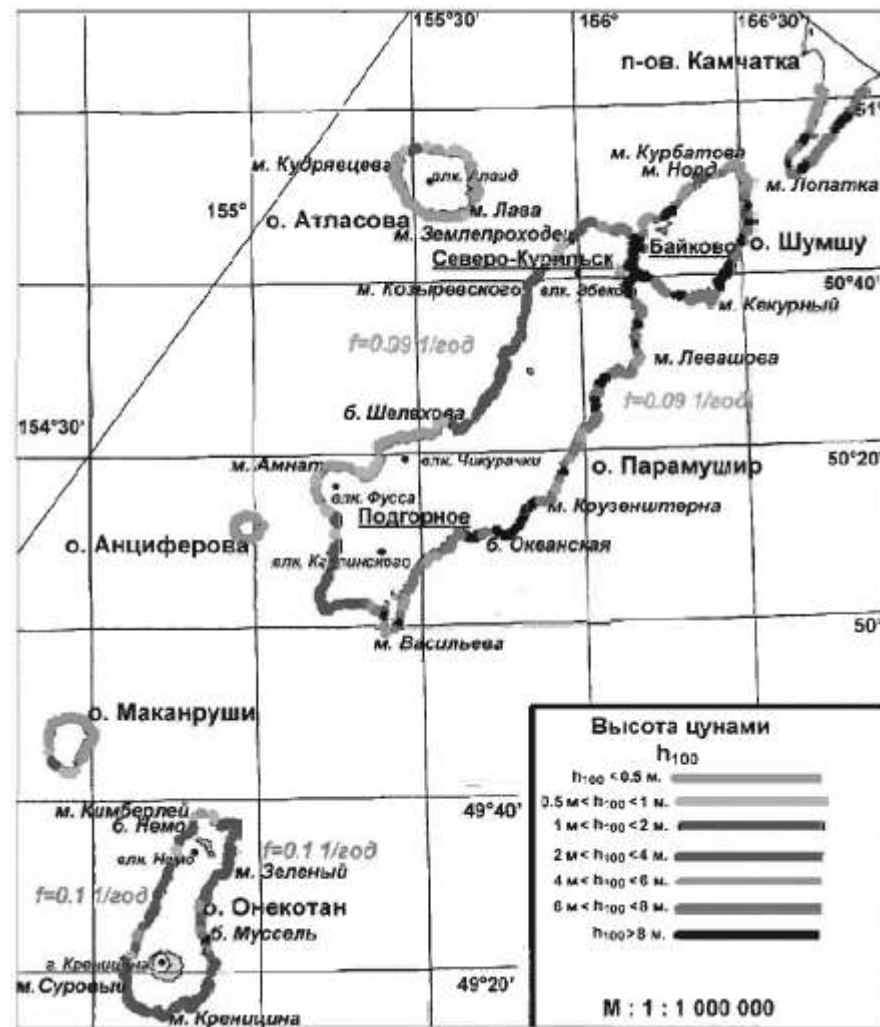 155°30'
156°
156°30'
п-ов. Камчатка
51°
м. Курбатова
м. Норд
м. Кудрявцева
влк. Алаид
м. Лопатка
155°
м. Лава
о. Атласова
м. Землепроходец
Байково
о. Шумшу
Северо-Курильск
50°40'
м. Козыревского
влк. Эбеко
м. Кекурный
f=0.09 1/год
м. Левашова
f=0.09 1/год
б. Шелехова
154°30'
влк. Чикурачки
50°20'
м. Амнат
о. Парамушир
влк. Фусса
м. Крузенштерна
Подгорное
о. Анциферова
б. Океанская
влк. Карпинского
50°
м. Васильева
о. Маканруши
Высота цунами
h100
h100 <0.5 м.
0.5 м< h100 <1 м.
1 м< h100 <2 м.
2 м< h100 <4 м.
4 м< h100 <6 м.
6 м< h100 <8 м.
h100 >8 м.
М : 1 : 1 000 000
м. Кимберлей
49°40'
б. Немо
влк. Немо
f=0.1 1/год
м. Зеленый
f=0.1 1/год
о. Онекотан
б. Муссель
в. Креницина
м. Суровый
49°20'
м. Креницина